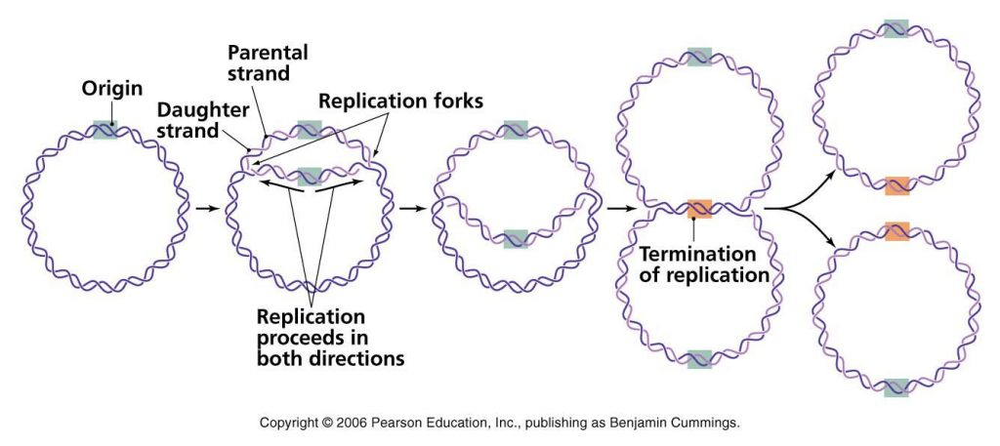 Origin
Parental
strand
Daughter
strand
Replication forks
Replication
proceeds in
both directions
Termination
of replication
Copyright © 2006 Pearson Education, Inc., publishing as Benjamin Cummings.